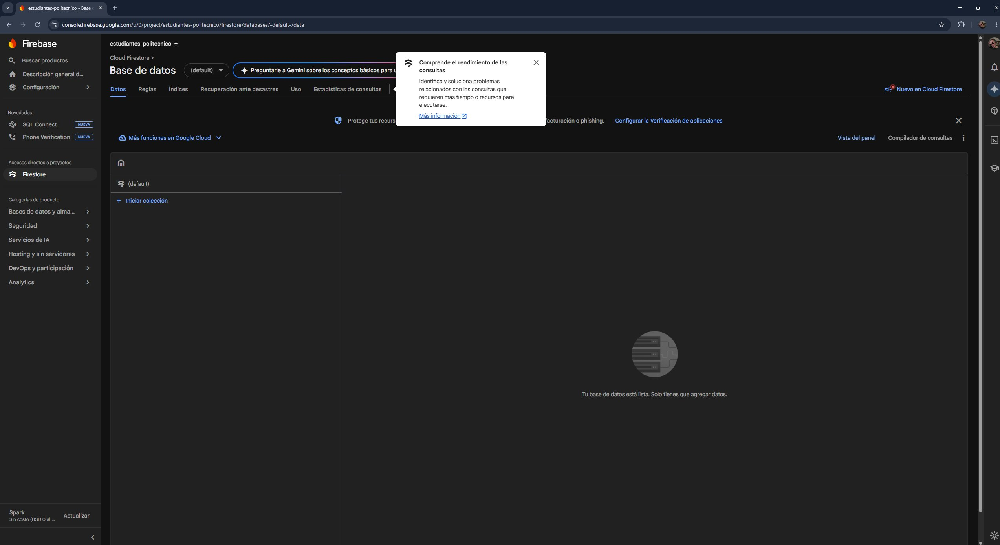 estudiantes-politecnico - Base
console.firebase.google.com/u/0/project/estudiantes-politecnico/firestore/databases/-default-/data
Firebase
Buscar productos
Descripción general d...
Configuración
Novedades
SQL Connect NUEVA
Phone Verification NUEVA
Accesos directos a proyectos
Firestore
Categorías de producto
Bases de datos y alma...
Seguridad
Servicios de IA
Hosting y sin servidores
DevOps y participación
Analytics
Spark
Sin costo (USD 0 al ...
Actualizar
estudiantes-politecnico
Cloud Firestore
Base de datos (default) Preguntarle a Gemini sobre los conceptos básicos para
Datos Reglas Índices Recuperación ante desastres Uso Estadísticas de consultas
Nuevo en Cloud Firestore
Comprende el rendimiento de las
consultas
Identifica y soluciona problemas
relacionados con las consultas que
requieren más tiempo o recursos para
ejecutarse.
Más información
Protege tus recurs facturación o phishing. Configurar la Verificación de aplicaciones
Más funciones en Google Cloud
Vista del panel Compilador de consultas
(default)
+ Iniciar colección
Tu base de datos está lista. Solo tienes que agregar datos.